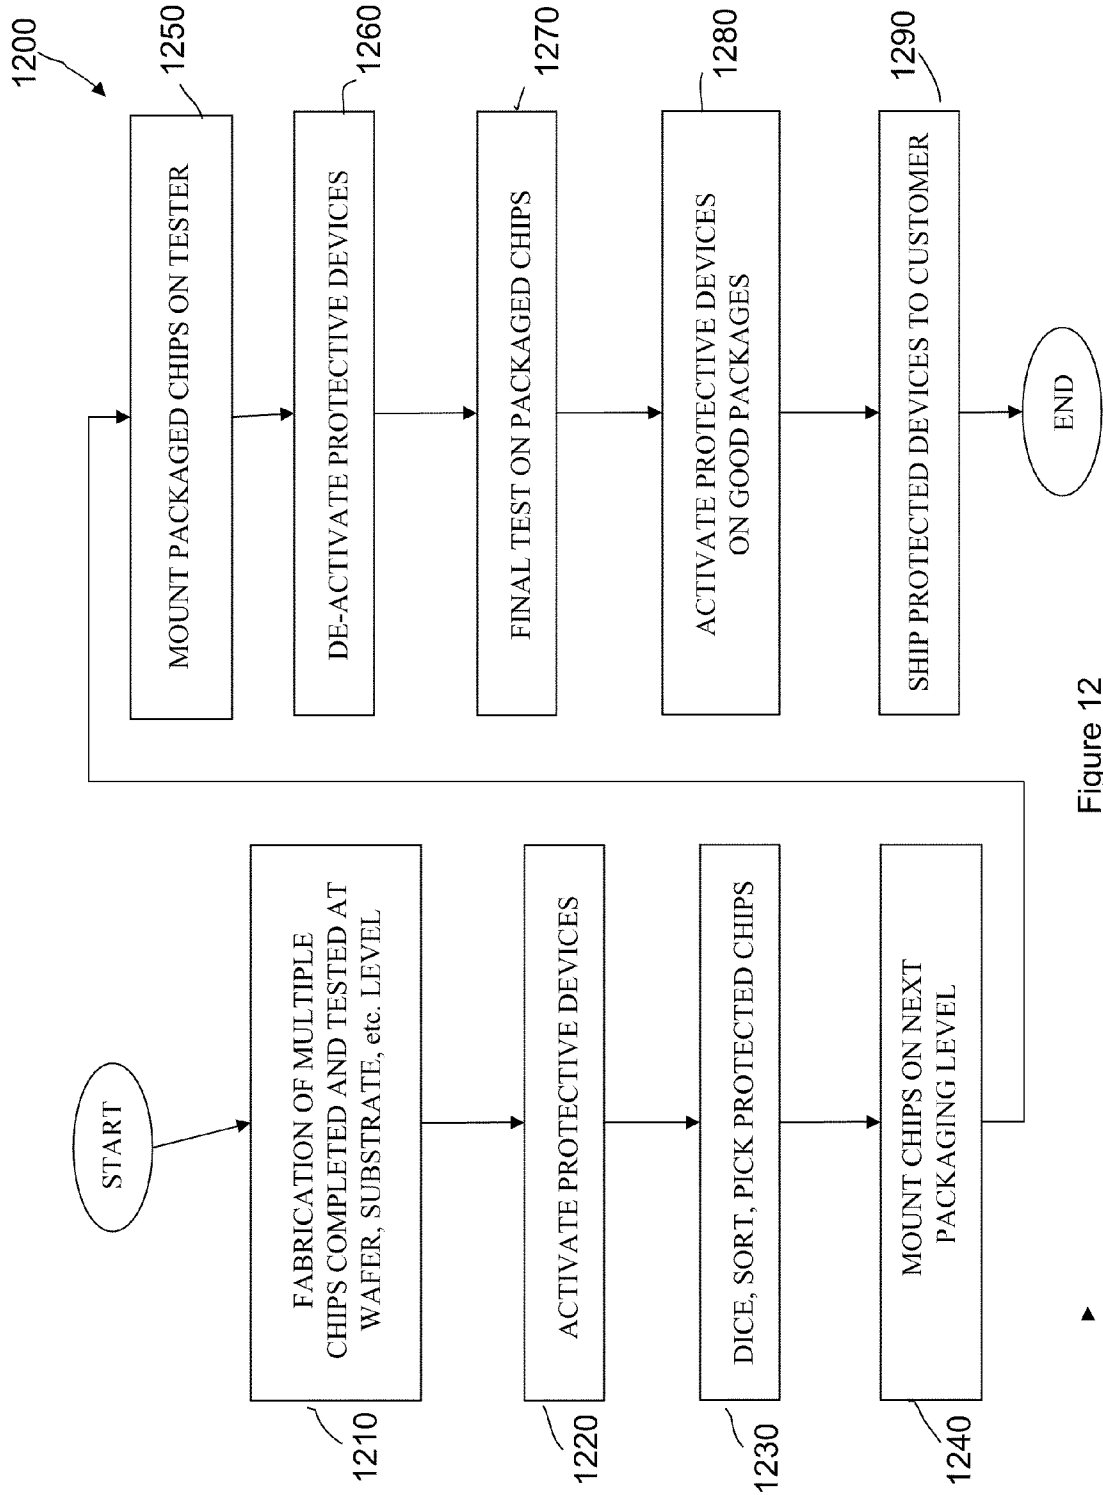 1200
START
1210
FABRICATION OF MULTIPLE
CHIPS COMPLETED AND TESTED AT
WAFER, SUBSTRATE, etc. LEVEL
1220
ACTIVATE PROTECTIVE DEVICES
1230
DICE, SORT, PICK PROTECTED CHIPS
1240
MOUNT CHIPS ON NEXT
PACKAGING LEVEL
1250
MOUNT PACKAGED CHIPS ON TESTER
1260
DE-ACTIVATE PROTECTIVE DEVICES
1270
FINAL TEST ON PACKAGED CHIPS
1280
ACTIVATE PROTECTIVE DEVICES
ON GOOD PACKAGES
1290
SHIP PROTECTED DEVICES TO CUSTOMER
END
Figure 12